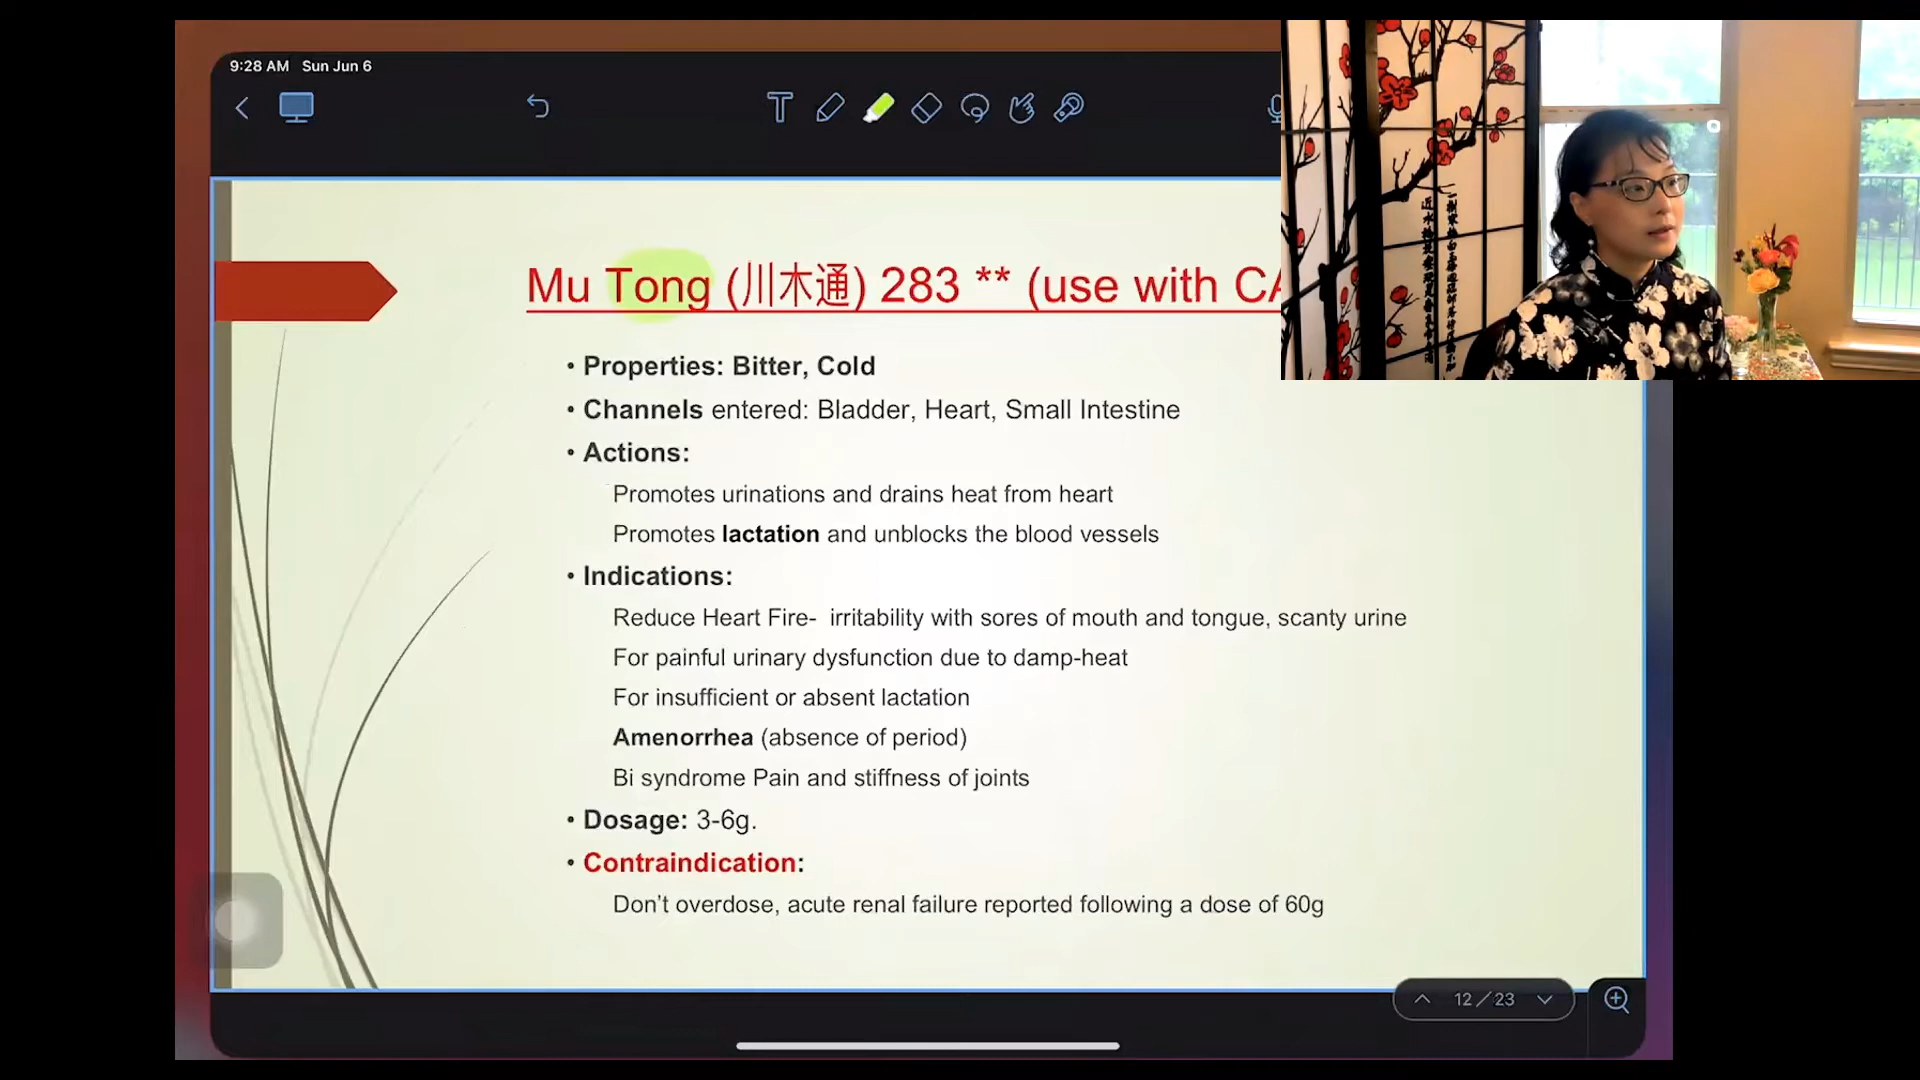 9:28 AM Sun Jun 6
Mu Tong (川木通) 283 ** (use with CA
• Properties: Bitter, Cold
• Channels entered: Bladder, Heart, Small Intestine
• Actions:
Promotes urinations and drains heat from heart
Promotes lactation and unblocks the blood vessels
• Indications:
Reduce Heart Fire- irritability with sores of mouth and tongue, scanty urine
For painful urinary dysfunction due to damp-heat
For insufficient or absent lactation
Amenorrhea (absence of period)
Bi syndrome Pain and stiffness of joints
• Dosage: 3-6g.
• Contraindication:
Don't overdose, acute renal failure reported following a dose of 60g
12/23